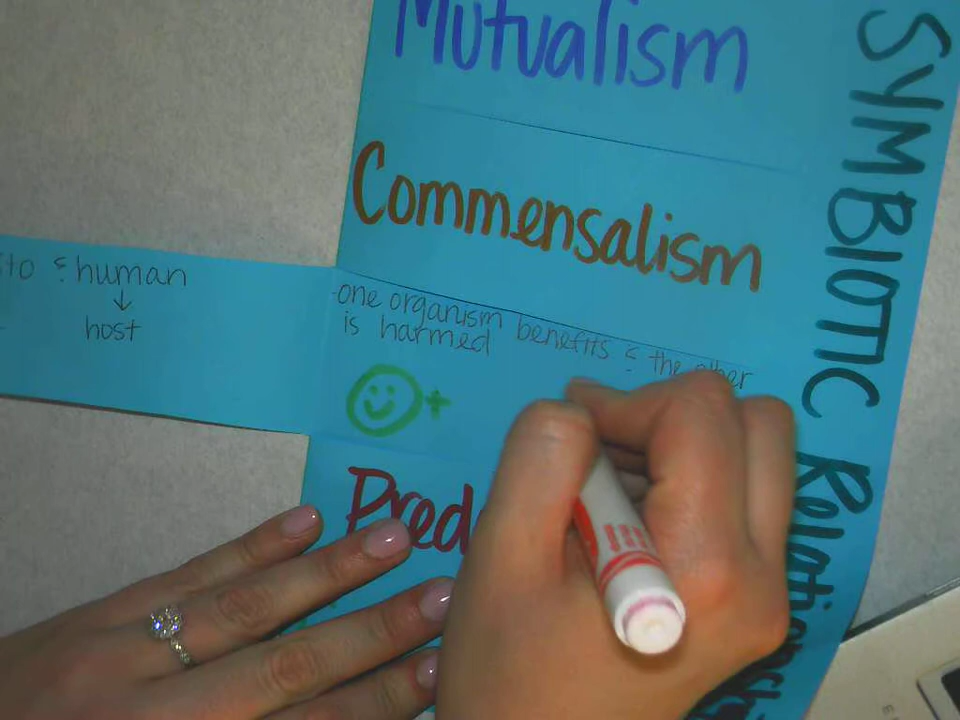 Mutualism
Commensalism
-one organism benefits & the other
is harmed
+
to & human
↓
host
SYMBIOTIC